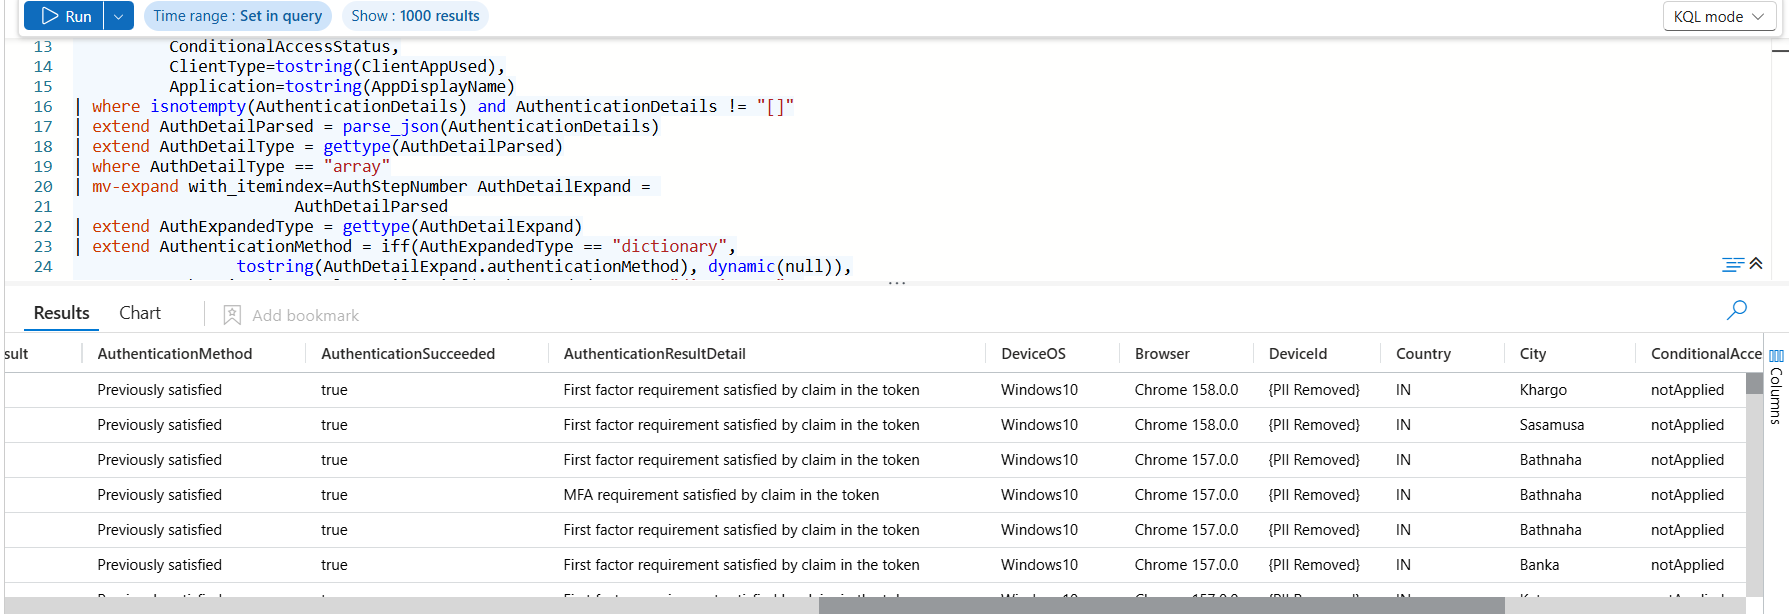 Run
Time range : Set in query
Show : 1000 results
KQL mode
13 ConditionalAccessStatus,
14 ClientType=tostring(ClientAppUsed),
15 Application=tostring(AppDisplayName)
16 | where isnotempty(AuthenticationDetails) and AuthenticationDetails != "[]"
17 | extend AuthDetailParsed = parse_json(AuthenticationDetails)
18 | extend AuthDetailType = gettype(AuthDetailParsed)
19 | where AuthDetailType == "array"
20 | mv-expand with_itemindex=AuthStepNumber AuthDetailExpand =
21 AuthDetailParsed
22 | extend AuthExpandedType = gettype(AuthDetailExpand)
23 | extend AuthenticationMethod = iff(AuthExpandedType == "dictionary",
24 tostring(AuthDetailExpand.authenticationMethod), dynamic(null)),
Results Chart Add bookmark
sult AuthenticationMethod AuthenticationSucceeded AuthenticationResultDetail DeviceOS Browser DeviceId Country City ConditionalAcce
Previously satisfied true First factor requirement satisfied by claim in the token Windows10 Chrome 158.0.0 {PII Removed} IN Khargo notApplied
Previously satisfied true First factor requirement satisfied by claim in the token Windows10 Chrome 158.0.0 {PII Removed} IN Sasamusa notApplied
Previously satisfied true First factor requirement satisfied by claim in the token Windows10 Chrome 157.0.0 {PII Removed} IN Bathnaha notApplied
Previously satisfied true MFA requirement satisfied by claim in the token Windows10 Chrome 157.0.0 {PII Removed} IN Bathnaha notApplied
Previously satisfied true First factor requirement satisfied by claim in the token Windows10 Chrome 157.0.0 {PII Removed} IN Bathnaha notApplied
Previously satisfied true First factor requirement satisfied by claim in the token Windows10 Chrome 157.0.0 {PII Removed} IN Banka notApplied
Columns